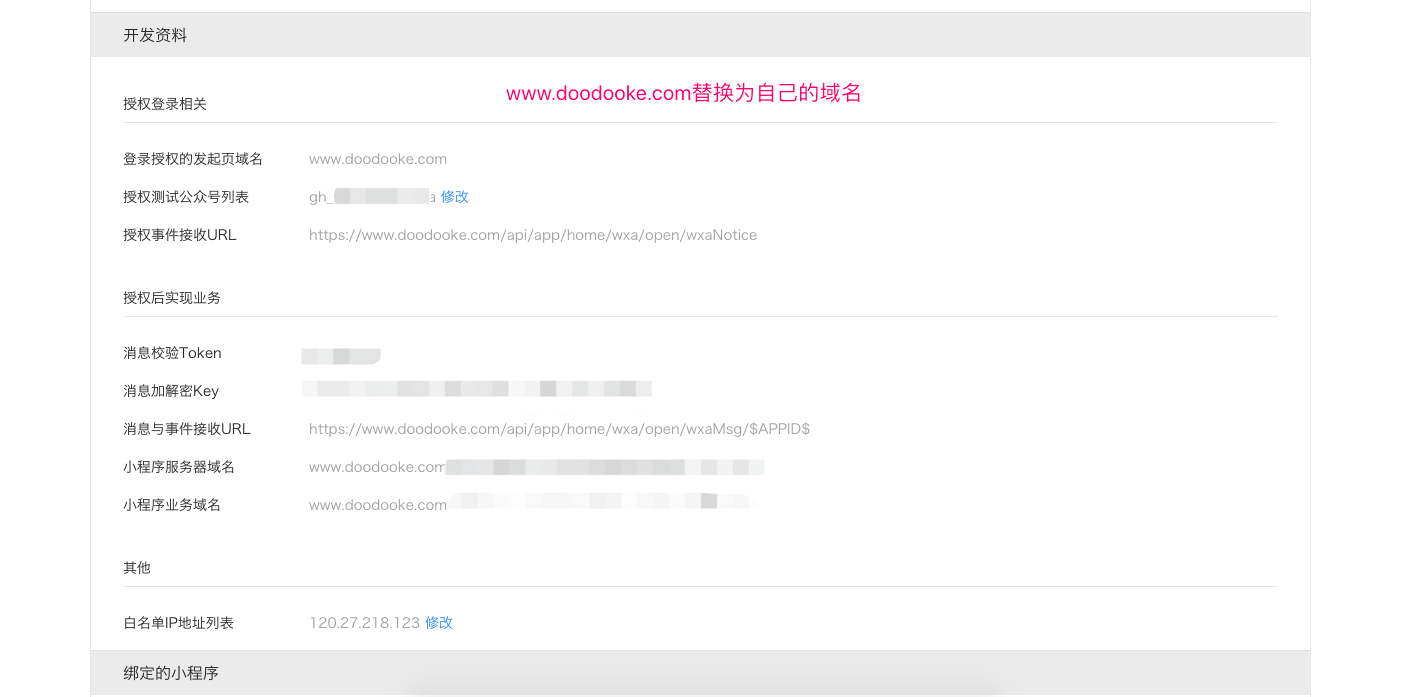 开发资料
www.doodooke.com替换为自己的域名
授权登录相关
登录授权的发起页域名 www.doodooke.com
授权测试公众号列表 gh_ a 修改
授权事件接收URL https://www.doodooke.com/api/app/home/wxa/open/wxaNotice
授权后实现业务
消息校验Token
消息加解密Key
消息与事件接收URL https://www.doodooke.com/api/app/home/wxa/open/wxaMsg/$APPID$
小程序服务器域名 www.doodooke.com
小程序业务域名 www.doodooke.com
其他
白名单IP地址列表 120.27.218.123 修改
绑定的小程序